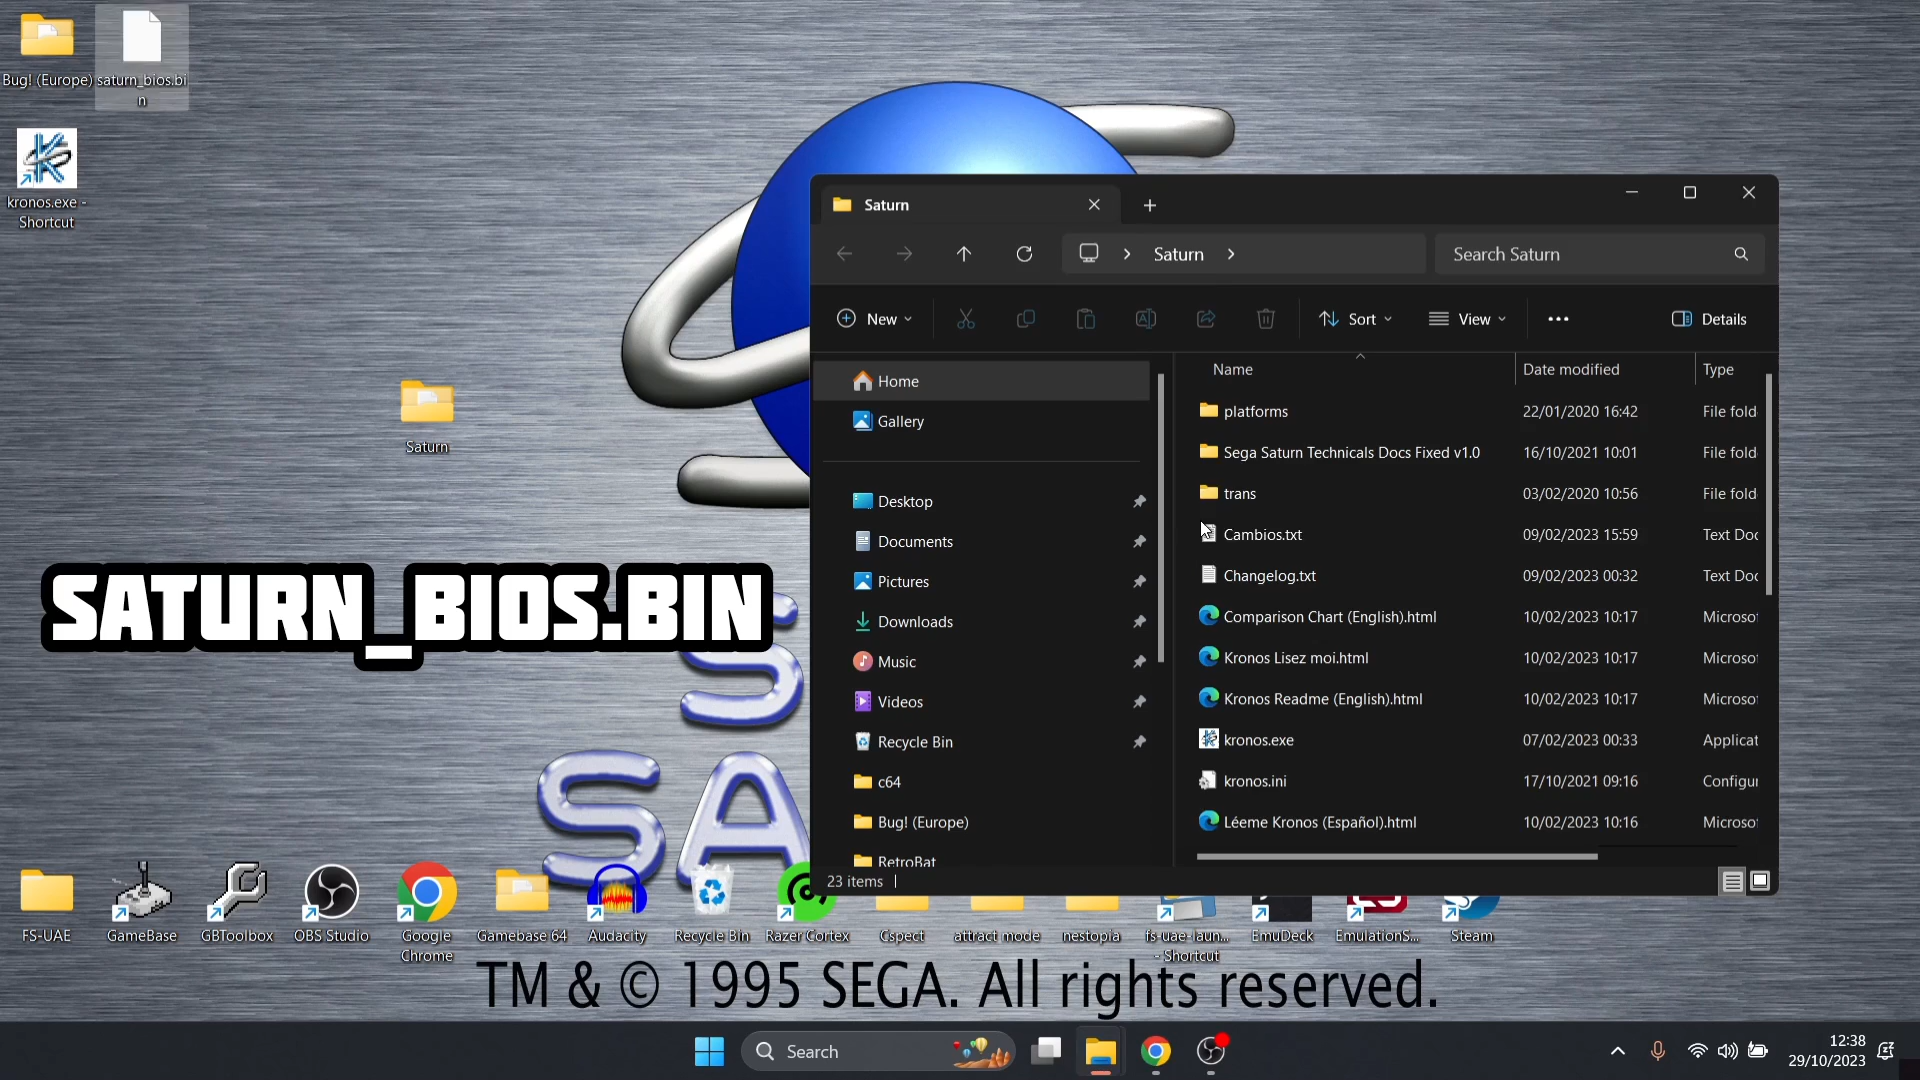 Bug! (Europe)
saturn_bios.bi
n
kronos.exe -
Shortcut
Saturn
SATURN_BIOS.BIN
S
SA
Saturn
Saturn
Search Saturn
New
Sort
View
Details
Home
Gallery
Desktop
Documents
Pictures
Downloads
Music
Videos
Recycle Bin
c64
Bug! (Europe)
RetroBat
Name Date modified Type
platforms 22/01/2020 16:42 File fold
Sega Saturn Technicals Docs Fixed v1.0 16/10/2021 10:01 File fold
trans 03/02/2020 10:56 File fold
Cambios.txt 09/02/2023 15:59 Text Doc
Changelog.txt 09/02/2023 00:32 Text Doc
Comparison Chart (English).html 10/02/2023 10:17 Microsof
Kronos Lisez moi.html 10/02/2023 10:17 Microsof
Kronos Readme (English).html 10/02/2023 10:17 Microsof
kronos.exe 07/02/2023 00:33 Applicat
kronos.ini 17/10/2021 09:16 Configur
Léeme Kronos (Español).html 10/02/2023 10:16 Microsof
23 items
FS-UAE
GameBase
GBToolbox
OBS Studio
Google
Chrome
Gamebase 64
Audacity
Recycle Bin
Razer Cortex
Cspect
attract mode
nestopia
fs-uae-laun...
- Shortcut
EmuDeck
EmulationS...
Steam
TM & © 1995 SEGA. All rights reserved.
Search
12:38
29/10/2023